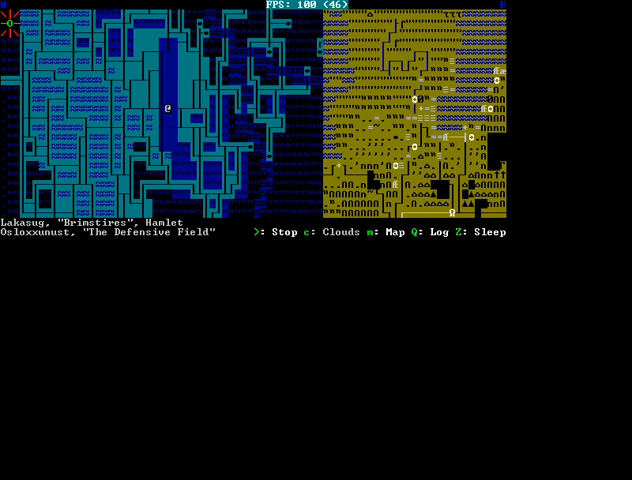 W FPS: 100 (46) E
Lakasug, "Brimstires", Hamlet
Osloxxunust, "The Defensive Field" >: Stop c: Clouds m: Map Q: Log Z: Sleep